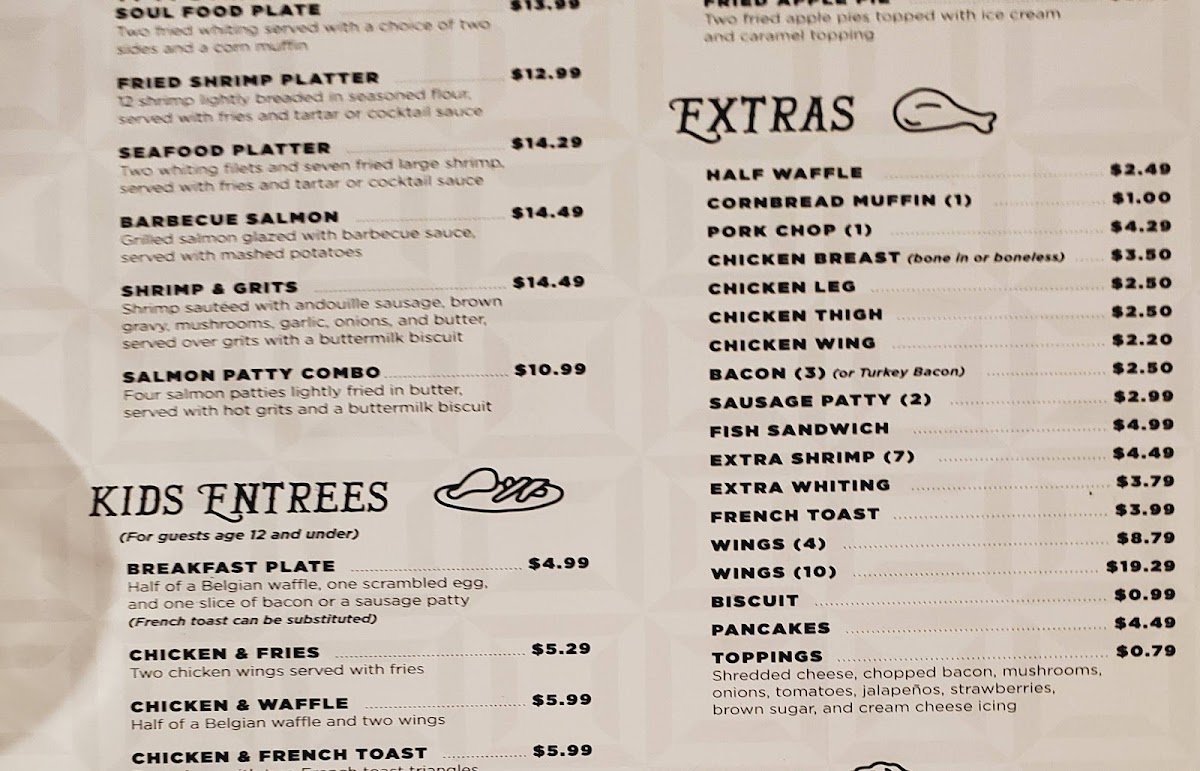 SOUL FOOD PLATE $13.99
Two fried whiting served with a choice of two
sides and a corn muffin
FRIED SHRIMP PLATTER $12.99
12 shrimp lightly breaded in seasoned flour,
served with fries and tartar or cocktail sauce
SEAFOOD PLATTER $14.29
Two whiting filets and seven fried large shrimp,
served with fries and tartar or cocktail sauce
BARBECUE SALMON $14.49
Grilled salmon glazed with barbecue sauce,
served with mashed potatoes
SHRIMP & GRITS $14.49
Shrimp sautéed with andouille sausage, brown
gravy, mushrooms, garlic, onions, and butter,
served over grits with a buttermilk biscuit
SALMON PATTY COMBO $10.99
Four salmon patties lightly fried in butter,
served with hot grits and a buttermilk biscuit
KIDS ENTREES
(For guests age 12 and under)
BREAKFAST PLATE $4.99
Half of a Belgian waffle, one scrambled egg,
and one slice of bacon or a sausage patty
(French toast can be substituted)
CHICKEN & FRIES $5.29
Two chicken wings served with fries
CHICKEN & WAFFLE $5.99
Half of a Belgian waffle and two wings
CHICKEN & FRENCH TOAST $5.99
French toast triangles
FRIED APPLE PIE
Two fried apple pies topped with ice cream
and caramel topping
EXTRAS
HALF WAFFLE $2.49
CORNBREAD MUFFIN (1) $1.00
PORK CHOP (1) $4.29
CHICKEN BREAST (bone in or boneless) $3.50
CHICKEN LEG $2.50
CHICKEN THIGH $2.50
CHICKEN WING $2.20
BACON (3) (or Turkey Bacon) $2.50
SAUSAGE PATTY (2) $2.99
FISH SANDWICH $4.99
EXTRA SHRIMP (7) $4.49
EXTRA WHITING $3.79
FRENCH TOAST $3.99
WINGS (4) $8.79
WINGS (10) $19.29
BISCUIT $0.99
PANCAKES $4.49
TOPPINGS $0.79
Shredded cheese, chopped bacon, mushrooms,
onions, tomatoes, jalapeños, strawberries,
brown sugar, and cream cheese icing